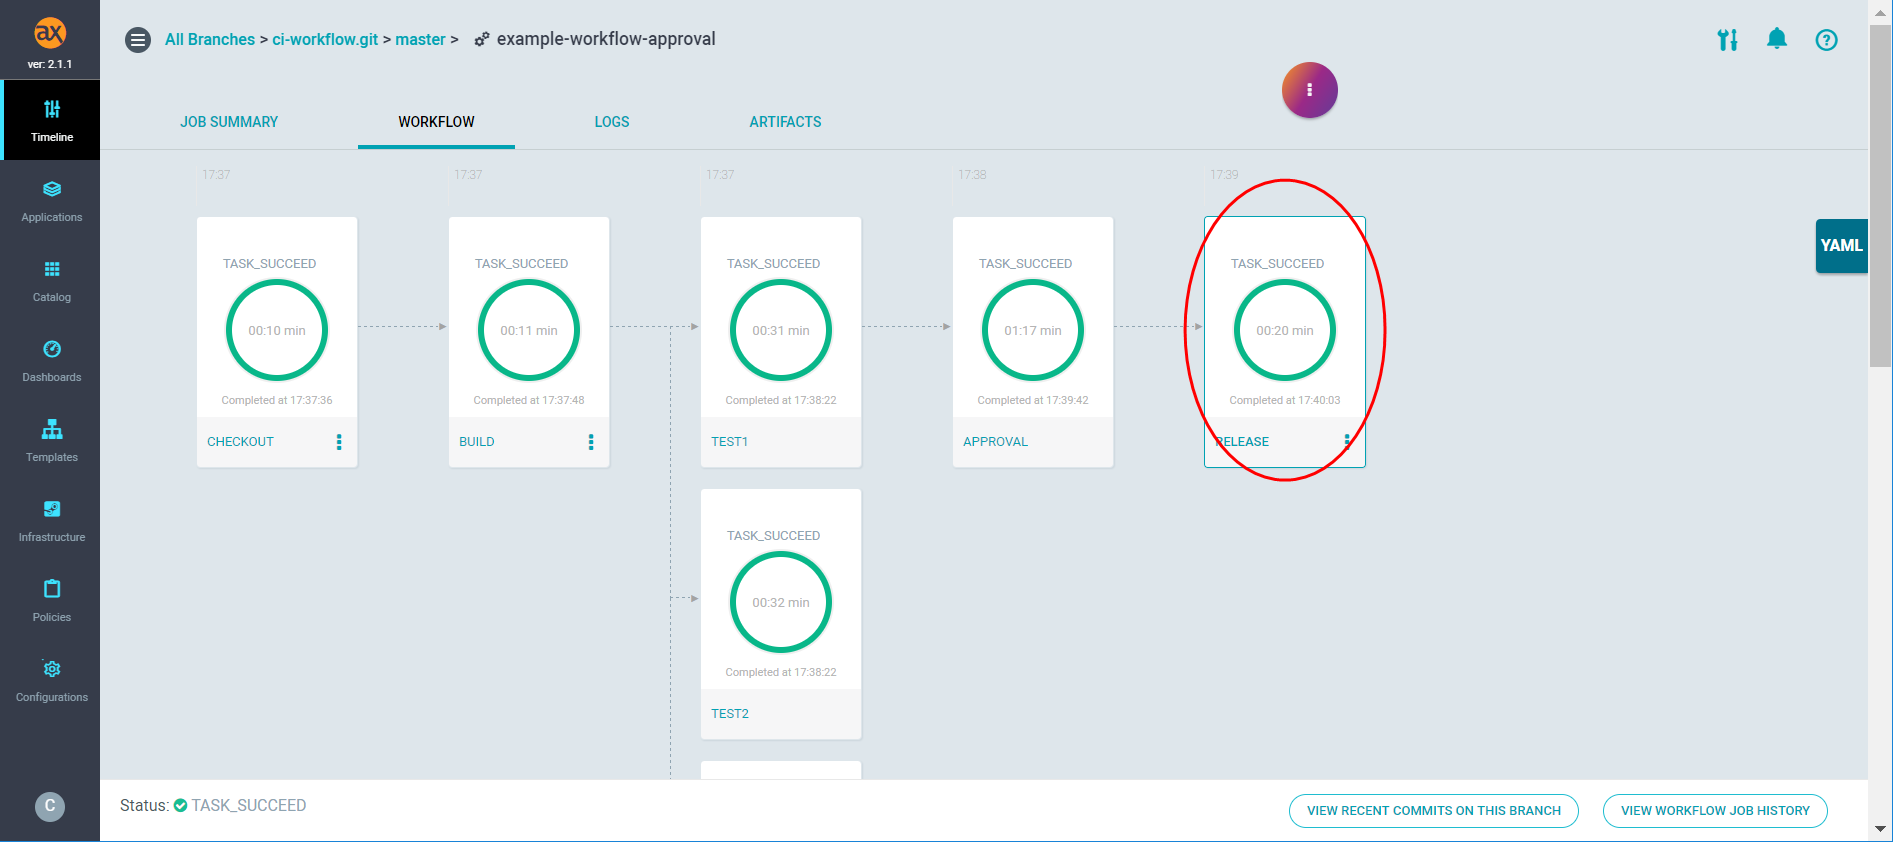 ax
ver: 2.1.1
Timeline
Applications
Catalog
Dashboards
Templates
Infrastructure
Policies
Configurations
C
All Branches > ci-workflow.git > master > example-workflow-approval
JOB SUMMARY WORKFLOW LOGS ARTIFACTS
17:37 17:37 17:37 17:38 17:39
YAML
TASK_SUCCEED TASK_SUCCEED TASK_SUCCEED TASK_SUCCEED TASK_SUCCEED
00:10 min 00:11 min 00:31 min 01:17 min 00:20 min
Completed at 17:37:36 Completed at 17:37:48 Completed at 17:38:22 Completed at 17:39:42 Completed at 17:40:03
CHECKOUT BUILD TEST1 APPROVAL RELEASE
TASK_SUCCEED
00:32 min
Completed at 17:38:22
TEST2
Status: TASK_SUCCEED
VIEW RECENT COMMITS ON THIS BRANCH VIEW WORKFLOW JOB HISTORY